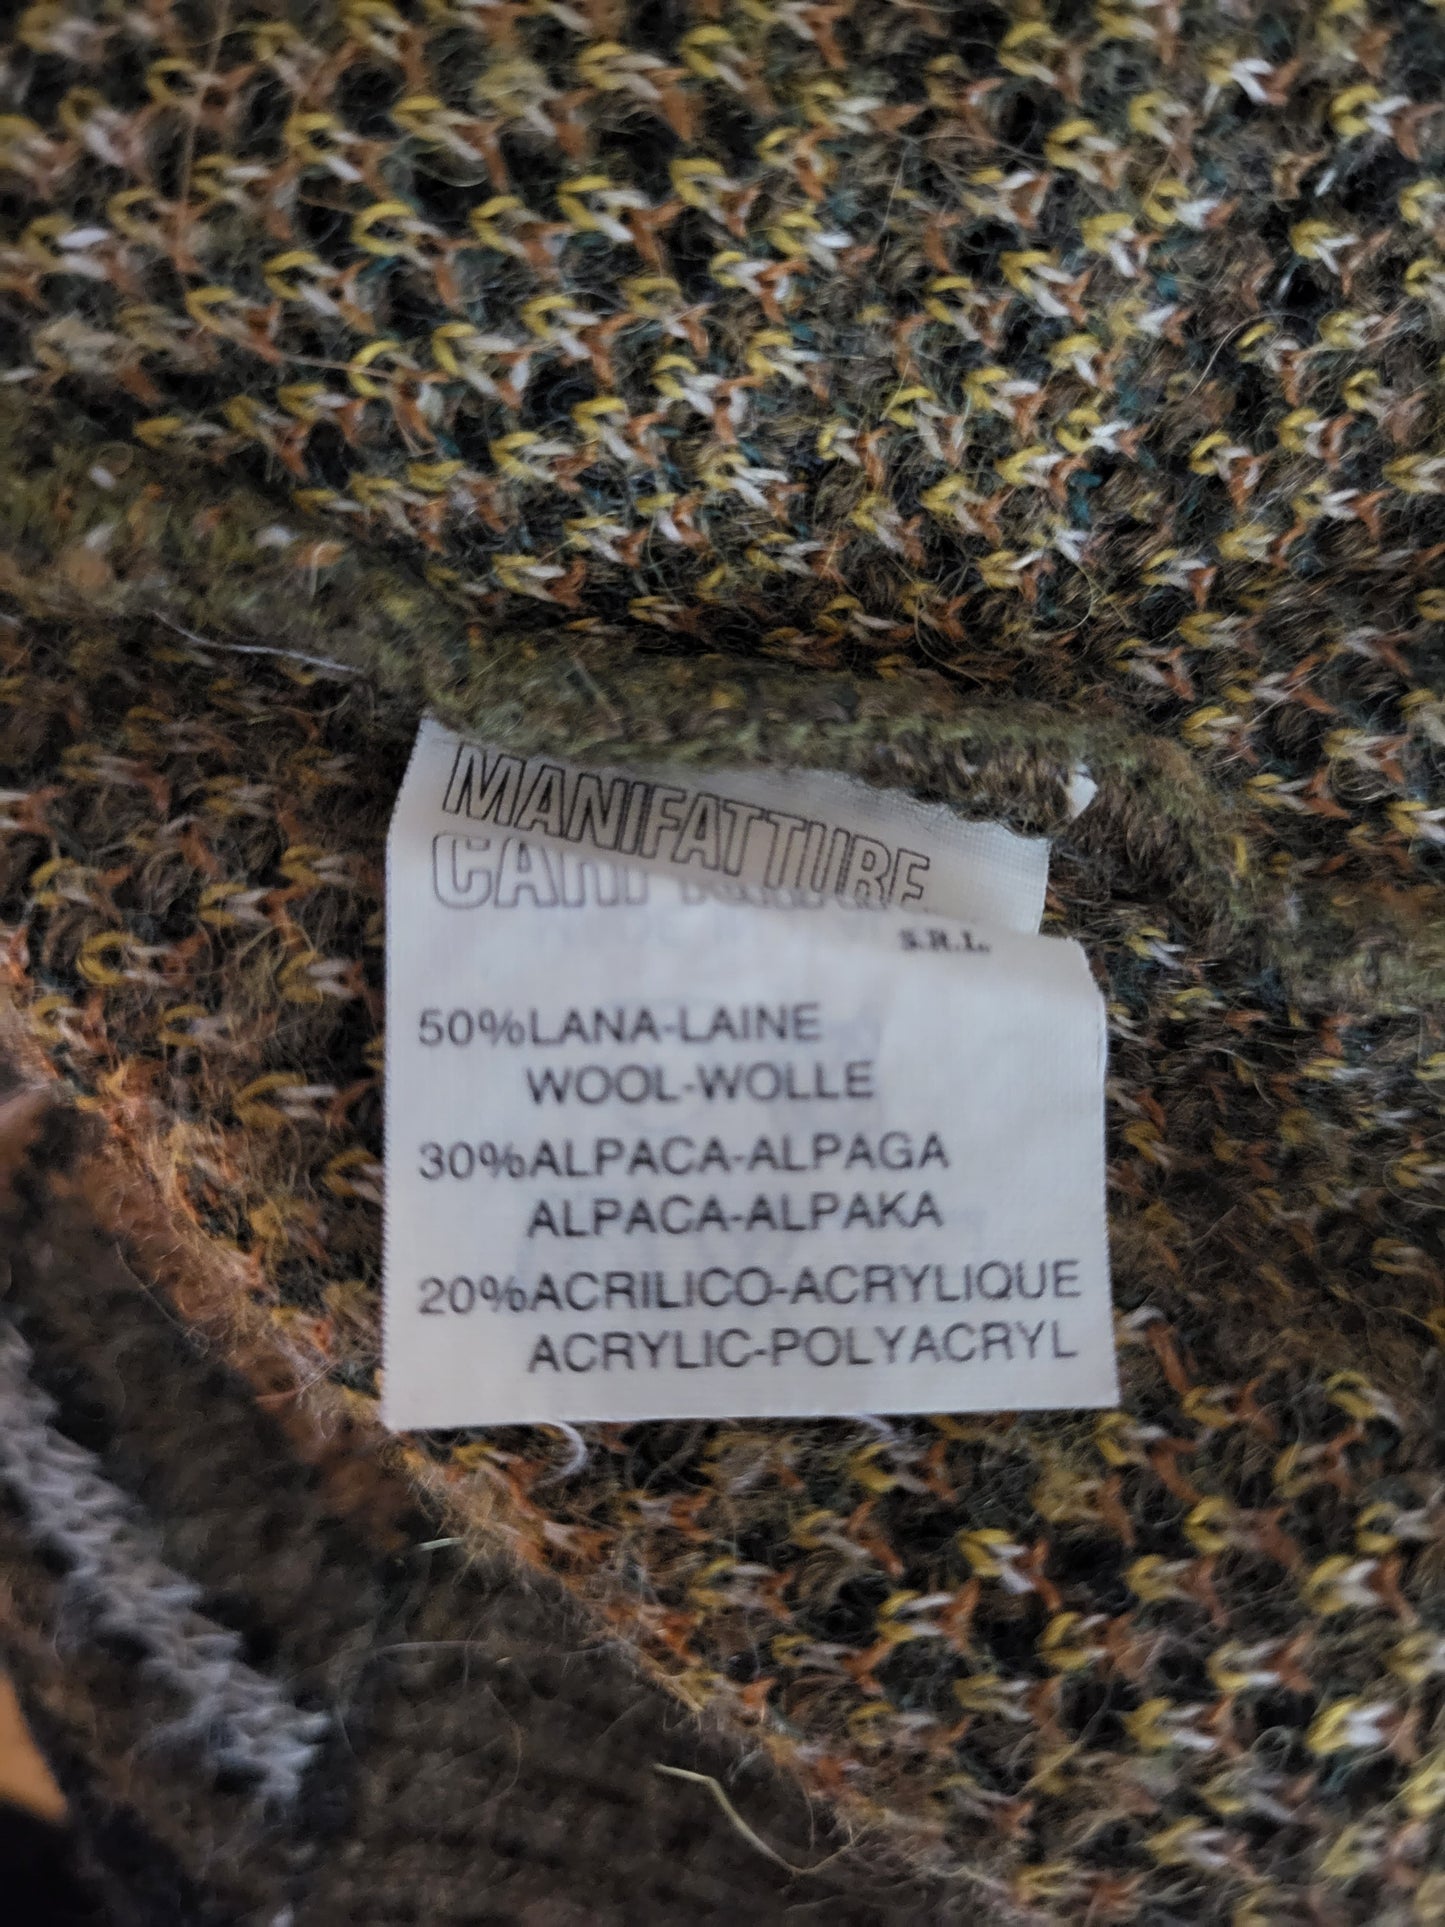 MANIFATTURE
S.R.L.
50%LANA-LAINE
WOOL-WOLLE
30%ALPACA-ALPAGA
ALPACA-ALPAKA
20%ACRILICO-ACRYLIQUE
ACRYLIC-POLYACRYL